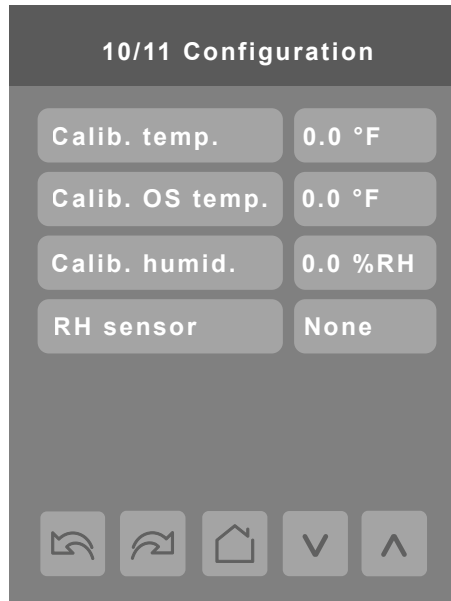 10/11 Configuration
Calib. temp. 0.0 °F
Calib. OS temp. 0.0 °F
Calib. humid. 0.0 %RH
RH sensor None